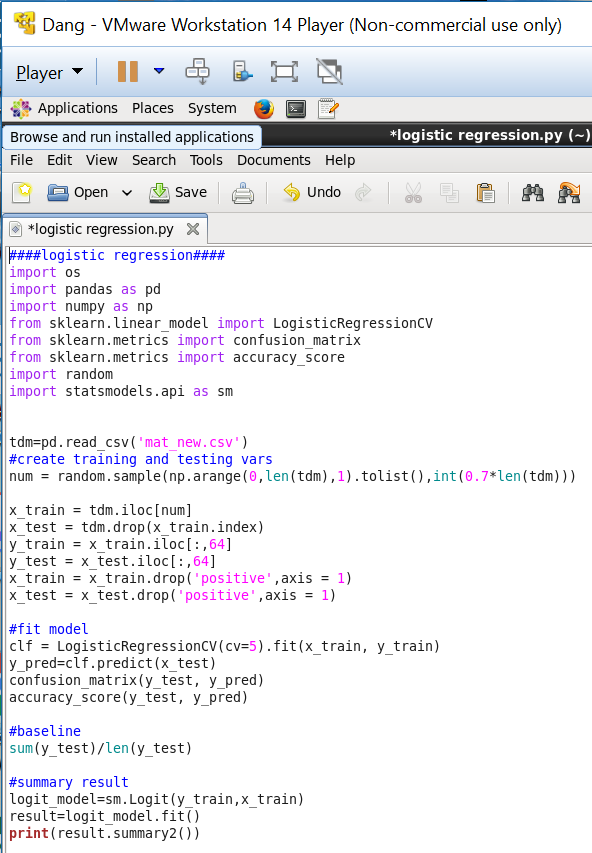 Dang - VMware Workstation 14 Player (Non-commercial use only)
Player
Applications Places System
Browse and run installed applications
*logistic regression.py (~)
File Edit View Search Tools Documents Help
Open Save Undo
*logistic regression.py
####logistic regression####
import os
import pandas as pd
import numpy as np
from sklearn.linear_model import LogisticRegressionCV
from sklearn.metrics import confusion_matrix
from sklearn.metrics import accuracy_score
import random
import statsmodels.api as sm
tdm=pd.read_csv('mat_new.csv')
#create training and testing vars
num = random.sample(np.arange(0,len(tdm),1).tolist(),int(0.7*len(tdm)))
x_train = tdm.iloc[num]
x_test = tdm.drop(x_train.index)
y_train = x_train.iloc[:,64]
y_test = x_test.iloc[:,64]
x_train = x_train.drop('positive',axis = 1)
x_test = x_test.drop('positive',axis = 1)
#fit model
clf = LogisticRegressionCV(cv=5).fit(x_train, y_train)
y_pred=clf.predict(x_test)
confusion_matrix(y_test, y_pred)
accuracy_score(y_test, y_pred)
#baseline
sum(y_test)/len(y_test)
#summary result
logit_model=sm.Logit(y_train,x_train)
result=logit_model.fit()
print(result.summary2())